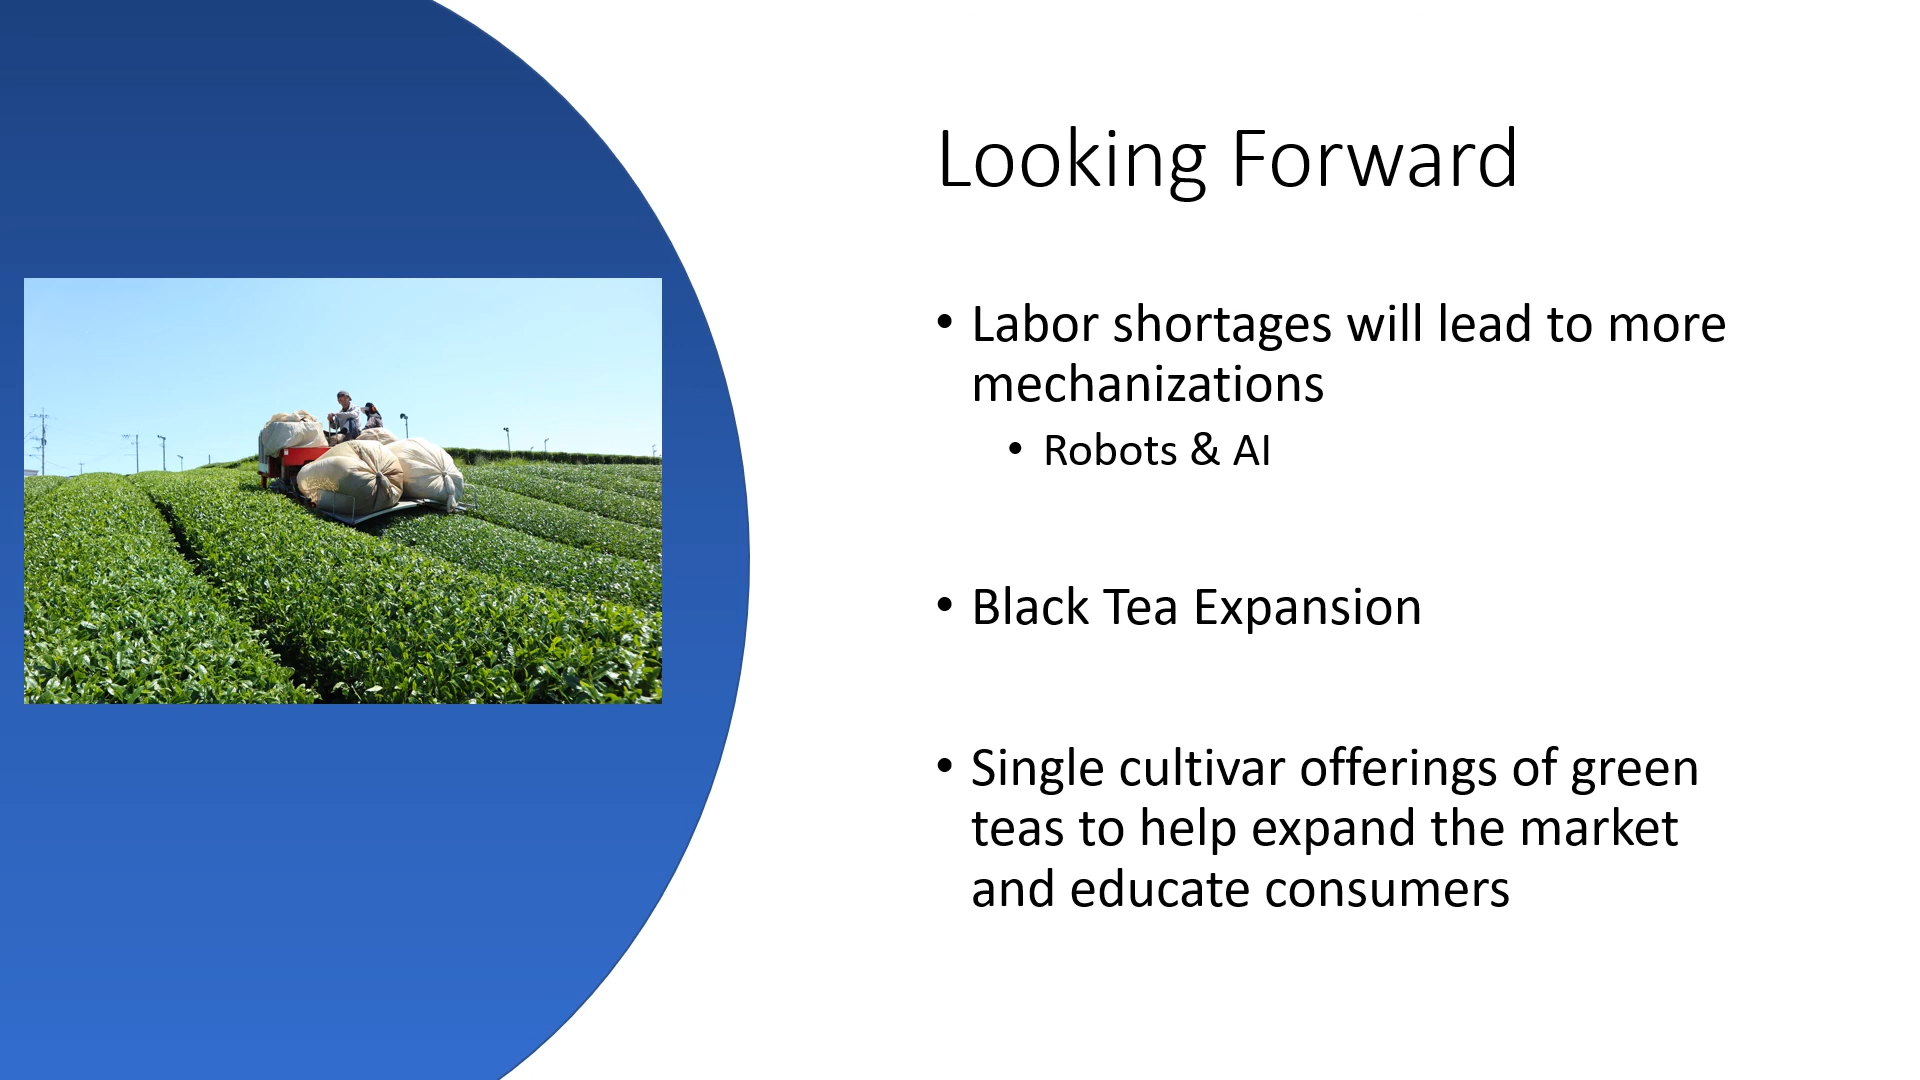 Looking Forward
• Labor shortages will lead to more
mechanizations
• Robots & AI
• Black Tea Expansion
• Single cultivar offerings of green
teas to help expand the market
and educate consumers